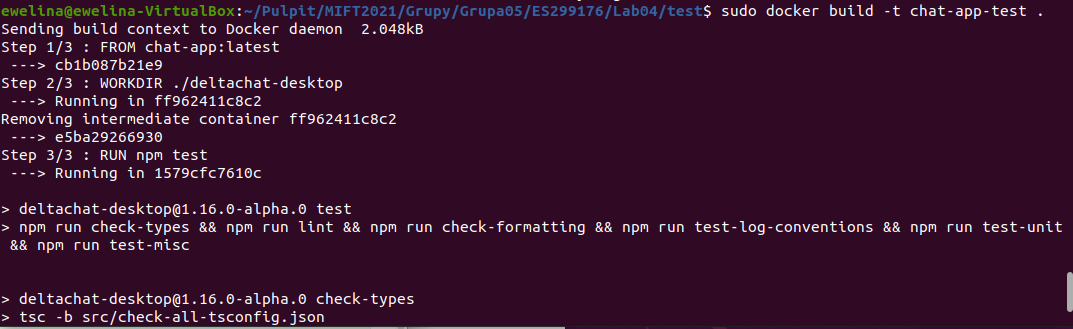 ewelina@ewelina-VirtualBox:~/Pulpit/MIFT2021/Grupy/Grupa05/ES299176/Lab04/test$ sudo docker build -t chat-app-test .
Sending build context to Docker daemon  2.048kB
Step 1/3 : FROM chat-app:latest
 ---> cb1b087b21e9
Step 2/3 : WORKDIR ./deltachat-desktop
 ---> Running in ff962411c8c2
Removing intermediate container ff962411c8c2
 ---> e5ba29266930
Step 3/3 : RUN npm test
 ---> Running in 1579cfc7610c
> deltachat-desktop@1.16.0-alpha.0 test
> npm run check-types && npm run lint && npm run check-formatting && npm run test-log-conventions && npm run test-unit
 && npm run test-misc
> deltachat-desktop@1.16.0-alpha.0 check-types
> tsc -b src/check-all-tsconfig.json